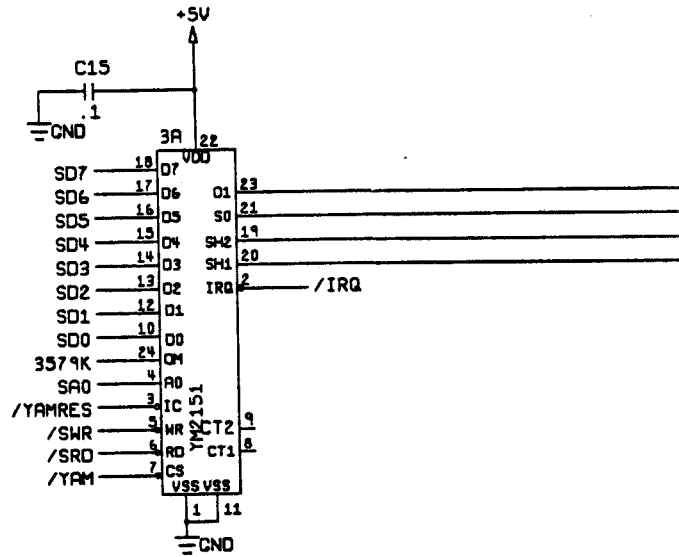 +5V
C15
.1
GND
3A
22
VDD
SD7 18 D7
SD6 17 D6
SD5 16 D5
SD4 15 D4
SD3 14 D3
SD2 13 D2
SD1 12 D1
SD0 10 D0
3579K 24 OM
SA0 4 A0
/YAMRES 3 IC
/SWR 5 WR
/SRD 6 RD
/YAM 7 CS
YM2151
O1 23
SO 21
SH2 19
SH1 20
IRQ 2 /IRQ
CT2 9
CT1 8
VSS VSS
1 11
GND